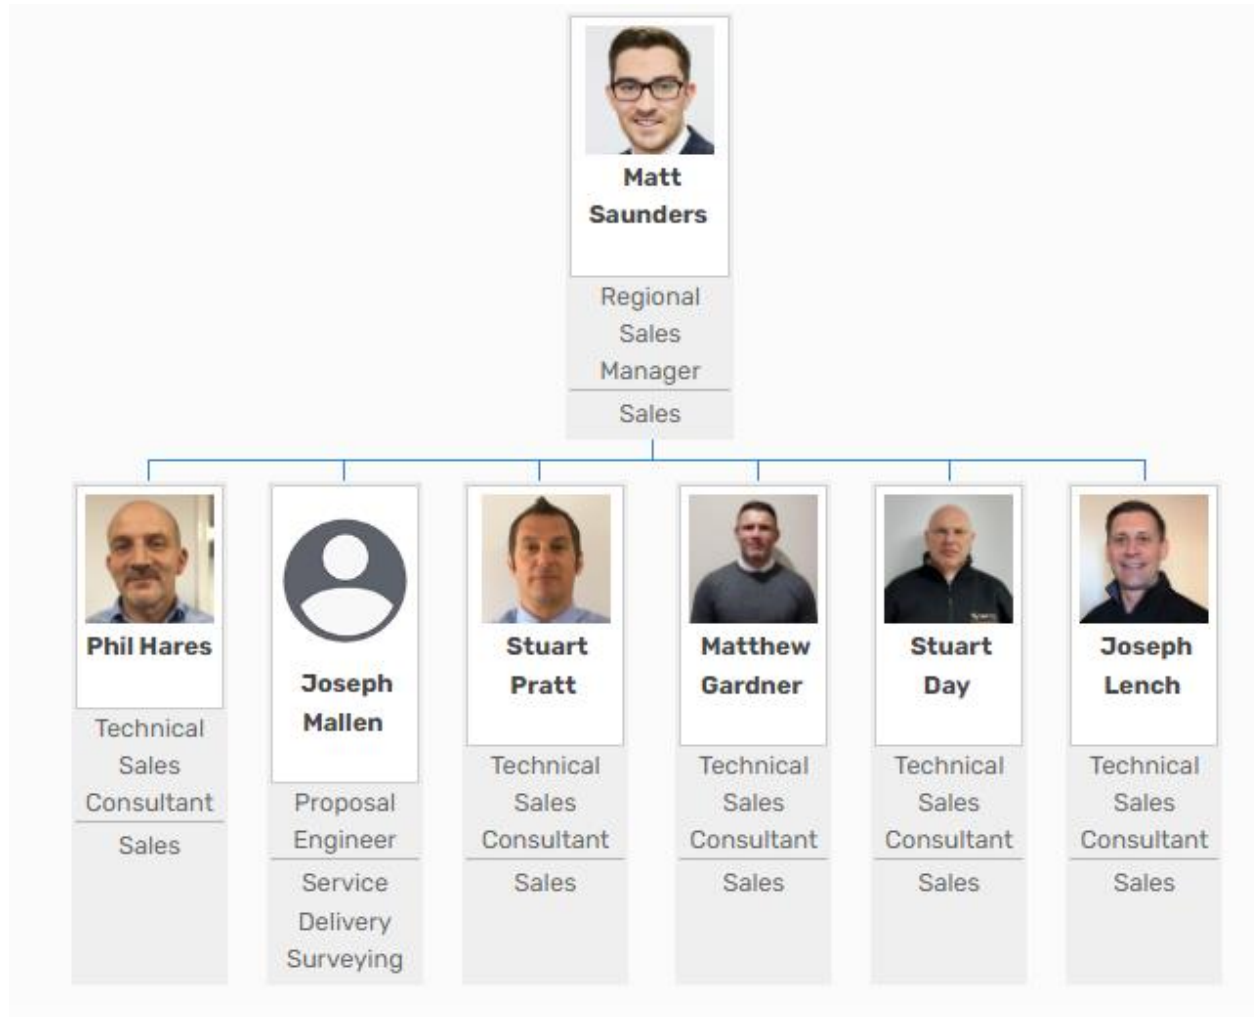 Matt
Saunders
Regional
Sales
Manager
Sales
Phil Hares
Technical
Sales
Consultant
Sales
Joseph
Mallen
Proposal
Engineer
Service
Delivery
Surveying
Stuart
Pratt
Technical
Sales
Consultant
Sales
Matthew
Gardner
Technical
Sales
Consultant
Sales
Stuart
Day
Technical
Sales
Consultant
Sales
Joseph
Lench
Technical
Sales
Consultant
Sales